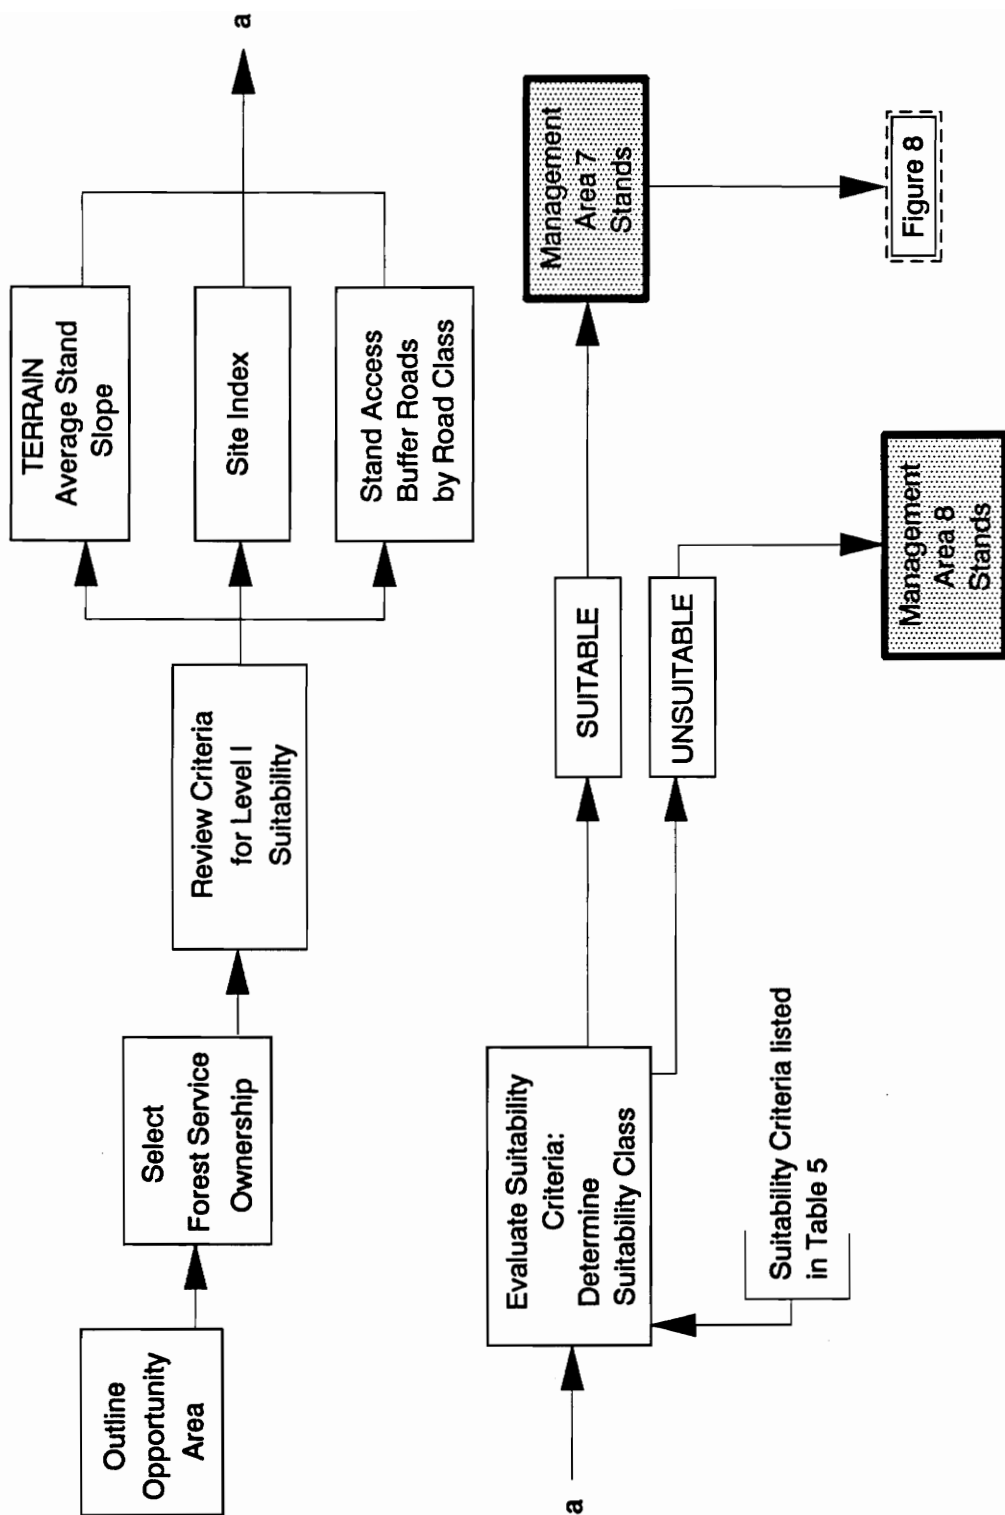 Outline
Opportunity
Area
Select
Forest Service
Ownership
Review Criteria
for Level I
Suitability
TERRAIN
Average Stand
Slope
Site Index
Stand Access
Buffer Roads
by Road Class
a
a
Evaluate Suitability
Criteria:
Determine
Suitability Class
Suitability Criteria listed
in Table 5
SUITABLE
UNSUITABLE
Management
Area 7
Stands
Management
Area 8
Stands
Figure 8